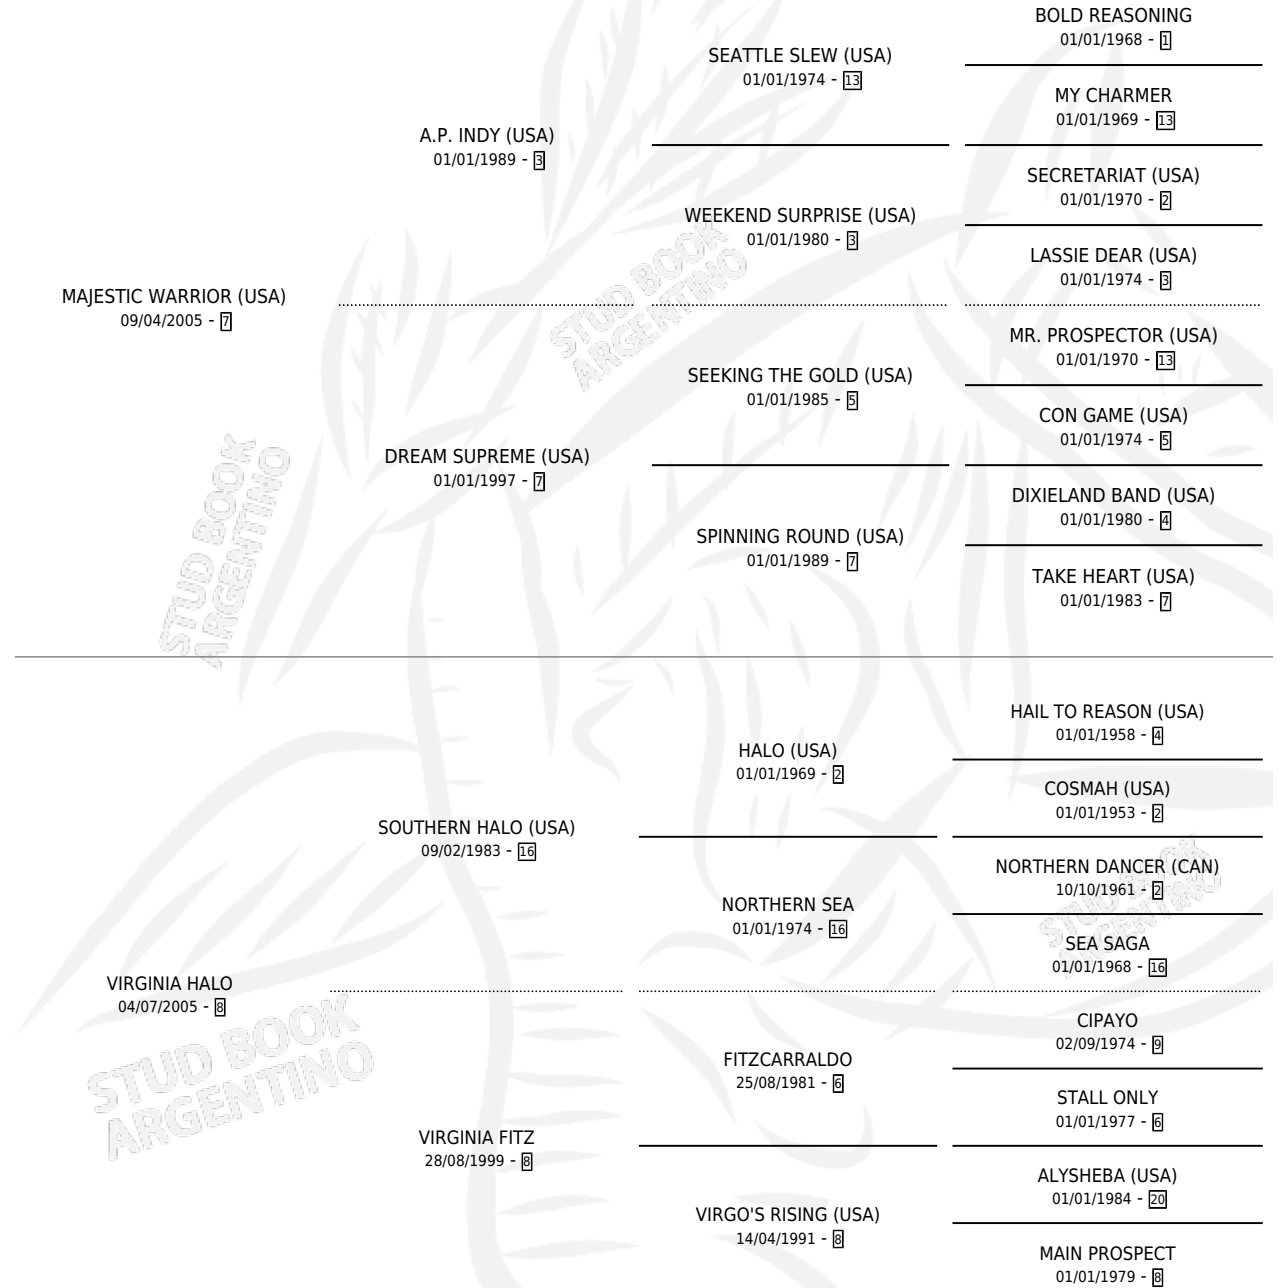 BOLD REASONING
01/01/1968 - 1
SEATTLE SLEW (USA)
01/01/1974 - 13
MY CHARMER
01/01/1969 - 13
A.P. INDY (USA)
01/01/1989 - 3
SECRETARIAT (USA)
01/01/1970 - 2
WEEKEND SURPRISE (USA)
01/01/1980 - 3
LASSIE DEAR (USA)
01/01/1974 - 3
MAJESTIC WARRIOR (USA)
09/04/2005 - 7
MR. PROSPECTOR (USA)
01/01/1970 - 13
SEEKING THE GOLD (USA)
01/01/1985 - 5
CON GAME (USA)
01/01/1974 - 5
DREAM SUPREME (USA)
01/01/1997 - 7
DIXIELAND BAND (USA)
01/01/1980 - 4
SPINNING ROUND (USA)
01/01/1989 - 7
TAKE HEART (USA)
01/01/1983 - 7
STUD BOOK
ARGENTINO
STUD BOOK
ARGENTINO
HAIL TO REASON (USA)
01/01/1958 - 4
HALO (USA)
01/01/1969 - 2
COSMAH (USA)
01/01/1953 - 2
SOUTHERN HALO (USA)
09/02/1983 - 16
NORTHERN DANCER (CAN)
10/10/1961 - 2
NORTHERN SEA
01/01/1974 - 16
SEA SAGA
01/01/1968 - 16
VIRGINIA HALO
04/07/2005 - 8
CIPAYO
02/09/1974 - 9
FITZCARRALDO
25/08/1981 - 6
STALL ONLY
01/01/1977 - 6
VIRGINIA FITZ
28/08/1999 - 8
ALYSHEBA (USA)
01/01/1984 - 20
VIRGO'S RISING (USA)
14/04/1991 - 8
MAIN PROSPECT
01/01/1979 - 8
STUD BOOK
ARGENTINO
STUD BOOK
ARGENTINO